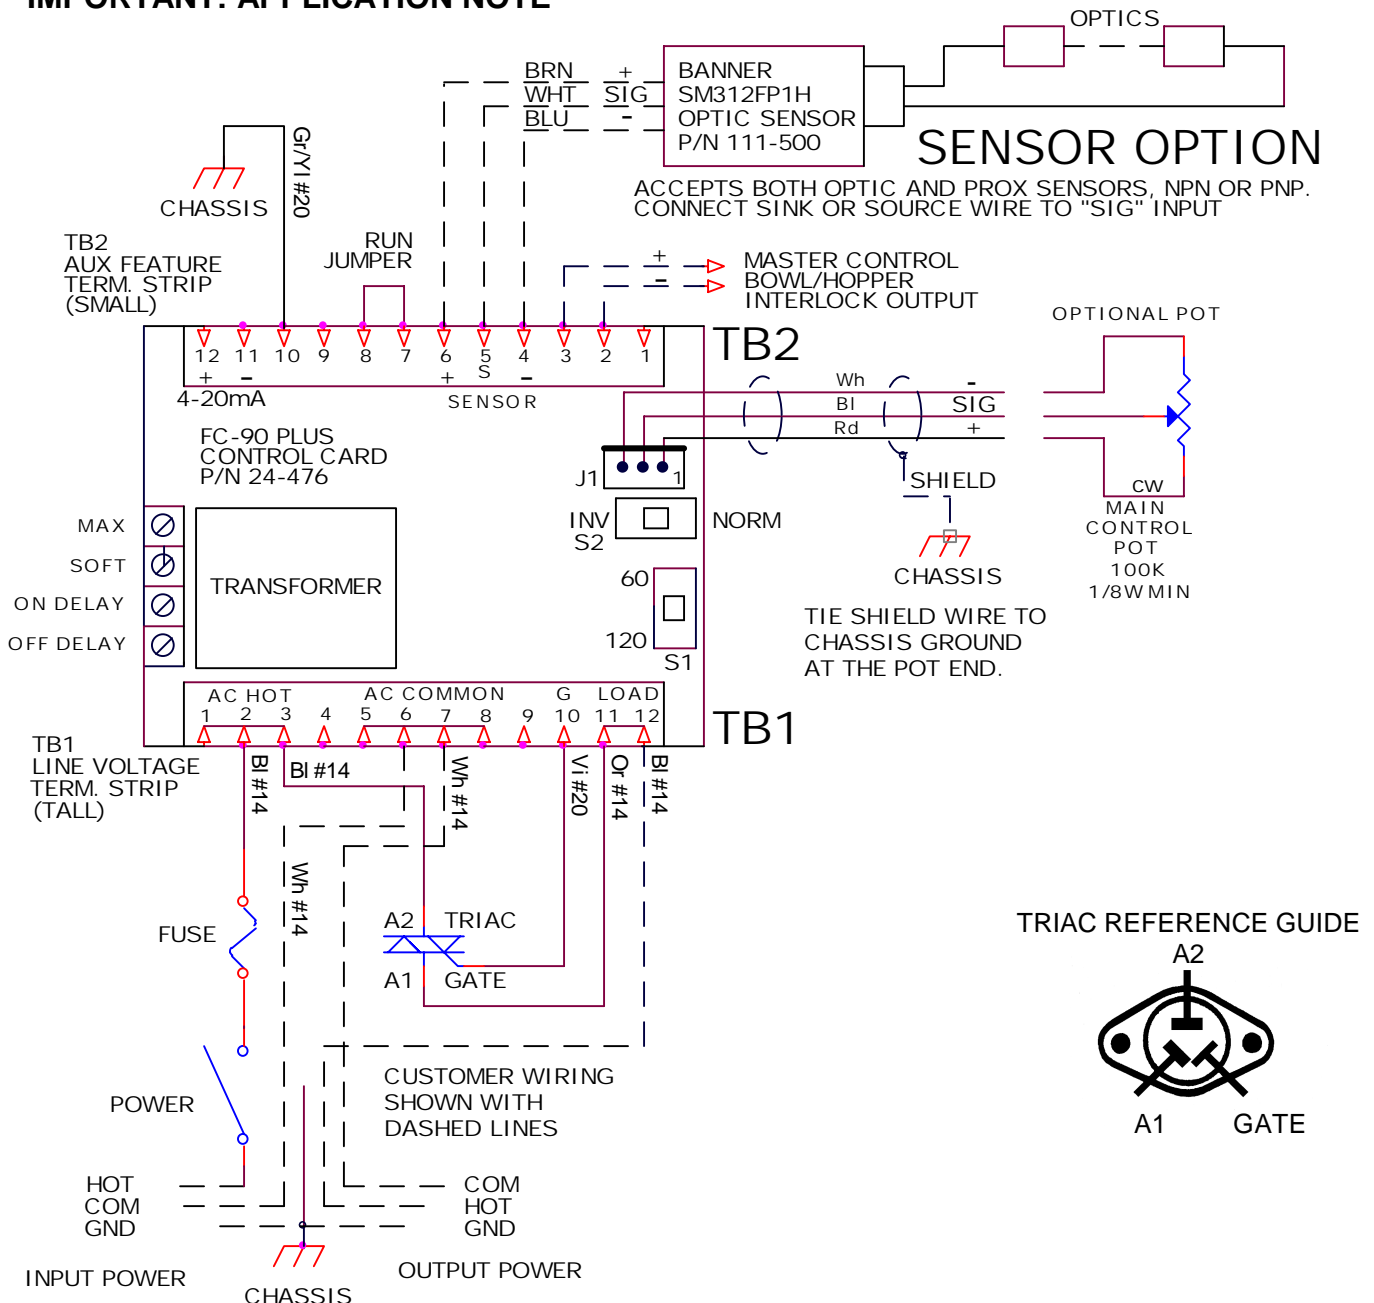 IMPORTANT: APPLICATION NOTE
OPTICS
BRN +
WHT SIG
BLU -
BANNER
SM312FP1H
OPTIC SENSOR
P/N 111-500
SENSOR OPTION
ACCEPTS BOTH OPTIC AND PROX SENSORS, NPN OR PNP.
CONNECT SINK OR SOURCE WIRE TO "SIG" INPUT
Gr/Yl #20
CHASSIS
TB2
AUX FEATURE
TERM. STRIP
(SMALL)
RUN
JUMPER
+
-
MASTER CONTROL
BOWL/HOPPER
INTERLOCK OUTPUT
OPTIONAL POT
TB2
12 11 10 9 8 7 6 5 4 3 2 1
+ - + S -
4-20mA
SENSOR
FC-90 PLUS
CONTROL CARD
P/N 24-476
Wh -
Bl SIG
Rd +
J1 1
SHIELD
CHASSIS
CW
MAIN
CONTROL
POT
100K
1/8W MIN
INV NORM
S2
MAX
SOFT
ON DELAY
OFF DELAY
TRANSFORMER
60
120
S1
TIE SHIELD WIRE TO
CHASSIS GROUND
AT THE POT END.
AC HOT AC COMMON G LOAD
1 2 3 4 5 6 7 8 9 10 11 12
TB1
TB1
LINE VOLTAGE
TERM. STRIP
(TALL)
Bl #14
Bl #14
Wh #14
Vi #20
Or #14
Bl #14
Wh #14
FUSE
A2 TRIAC
A1 GATE
TRIAC REFERENCE GUIDE
A2
A1 GATE
POWER
CUSTOMER WIRING
SHOWN WITH
DASHED LINES
HOT
COM
GND
COM
HOT
GND
INPUT POWER
OUTPUT POWER
CHASSIS